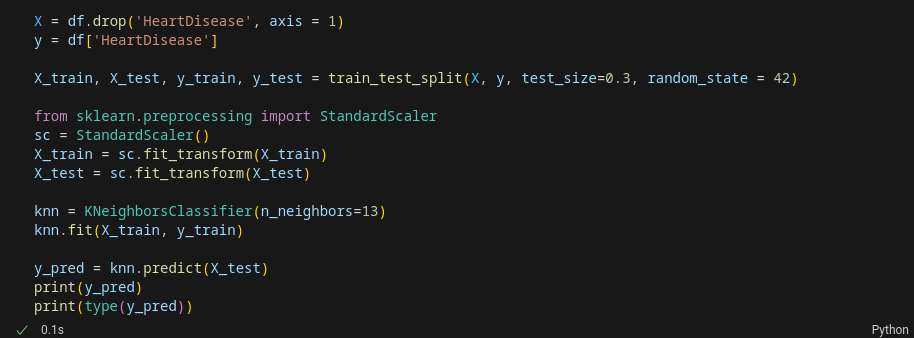 X = df.drop('HeartDisease', axis = 1)
y = df['HeartDisease']
X_train, X_test, y_train, y_test = train_test_split(X, y, test_size=0.3, random_state = 42)
from sklearn.preprocessing import StandardScaler
sc = StandardScaler()
X_train = sc.fit_transform(X_train)
X_test = sc.fit_transform(X_test)
knn = KNeighborsClassifier(n_neighbors=13)
knn.fit(X_train, y_train)
y_pred = knn.predict(X_test)
print(y_pred)
print(type(y_pred))
0.1s Python